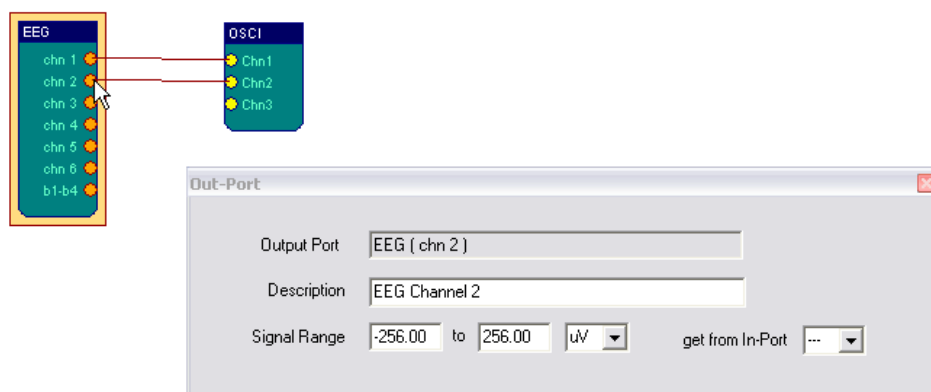 EEG
chn 1
chn 2
chn 3
chn 4
chn 5
chn 6
b1-b4
OSCI
Chn1
Chn2
Chn3
Out-Port
Output Port EEG ( chn 2 )
Description EEG Channel 2
Signal Range -256.00 to 256.00 uV get from In-Port ---